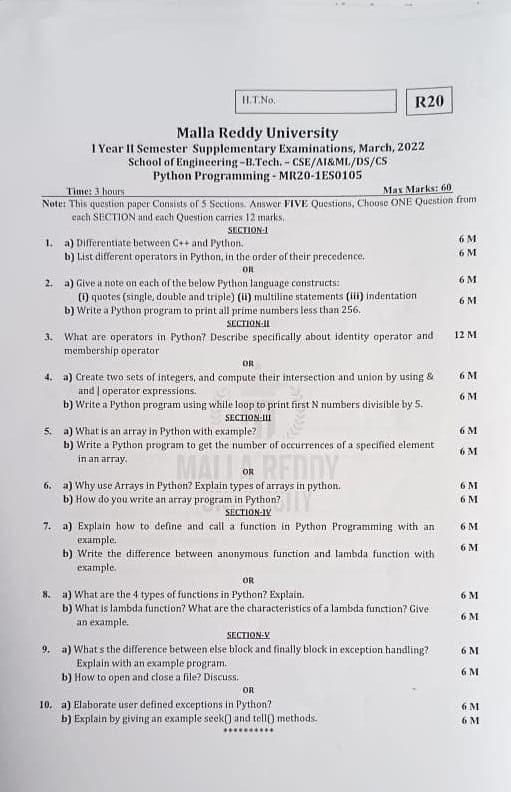 H.T.No.
R20
Malla Reddy University
I Year II Semester Supplementary Examinations, March, 2022
School of Engineering –B.Tech. – CSE/AI&ML/DS/CS
Python Programming - MR20-1ES0105
Time: 3 hours Max Marks: 60
Note: This question paper Consists of 5 Sections. Answer FIVE Questions, Choose ONE Question from
each SECTION and each Question carries 12 marks.
SECTION-I
1. a) Differentiate between C++ and Python. 6 M
b) List different operators in Python, in the order of their precedence. 6 M
OR
2. a) Give a note on each of the below Python language constructs: 6 M
(i) quotes (single, double and triple) (ii) multiline statements (iii) indentation
b) Write a Python program to print all prime numbers less than 256. 6 M
SECTION-II
3. What are operators in Python? Describe specifically about identity operator and 12 M
membership operator
OR
4. a) Create two sets of integers, and compute their intersection and union by using & 6 M
and | operator expressions.
b) Write a Python program using while loop to print first N numbers divisible by 5. 6 M
SECTION-III
5. a) What is an array in Python with example? 6 M
b) Write a Python program to get the number of occurrences of a specified element 6 M
in an array.
MALLA REDDY
OR
6. a) Why use Arrays in Python? Explain types of arrays in python. 6 M
b) How do you write an array program in Python? 6 M
UNIVERSITY
SECTION-IV
7. a) Explain how to define and call a function in Python Programming with an 6 M
example.
b) Write the difference between anonymous function and lambda function with 6 M
example.
OR
8. a) What are the 4 types of functions in Python? Explain. 6 M
b) What is lambda function? What are the characteristics of a lambda function? Give 6 M
an example.
SECTION-V
9. a) What s the difference between else block and finally block in exception handling? 6 M
Explain with an example program.
b) How to open and close a file? Discuss. 6 M
OR
10. a) Elaborate user defined exceptions in Python? 6 M
b) Explain by giving an example seek() and tell() methods. 6 M
**********